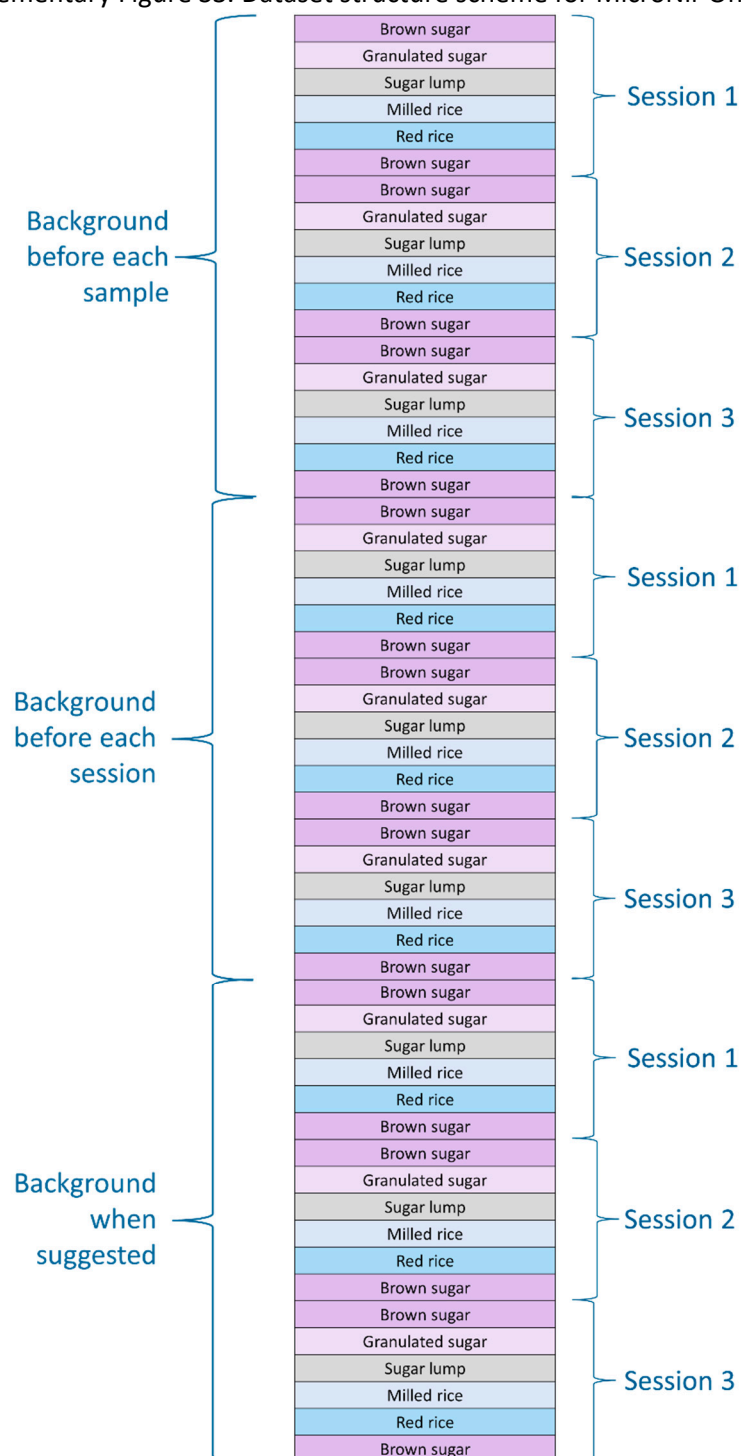 Figure Dataset structure scheme for MicroNIR
Background
before each
sample
Brown sugar
Granulated sugar
Sugar lump
Milled rice
Red rice
Brown sugar
Session 1
Brown sugar
Granulated sugar
Sugar lump
Milled rice
Red rice
Brown sugar
Session 2
Brown sugar
Granulated sugar
Sugar lump
Milled rice
Red rice
Brown sugar
Session 3
Background
before each
session
Brown sugar
Granulated sugar
Sugar lump
Milled rice
Red rice
Brown sugar
Session 1
Brown sugar
Granulated sugar
Sugar lump
Milled rice
Red rice
Brown sugar
Session 2
Brown sugar
Granulated sugar
Sugar lump
Milled rice
Red rice
Brown sugar
Session 3
Background
when
suggested
Brown sugar
Granulated sugar
Sugar lump
Milled rice
Red rice
Brown sugar
Session 1
Brown sugar
Granulated sugar
Sugar lump
Milled rice
Red rice
Brown sugar
Session 2
Brown sugar
Granulated sugar
Sugar lump
Milled rice
Red rice
Brown sugar
Session 3